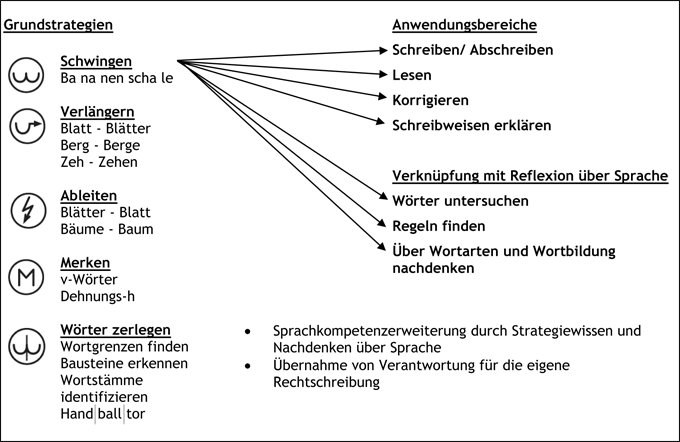 Grundstrategien
Schwingen
Ba na nen scha le
Verlängern
Blatt - Blätter
Berg - Berge
Zeh - Zehen
Ableiten
Blätter - Blatt
Bäume - Baum
M
Merken
v-Wörter
Dehnungs-h
Wörter zerlegen
Wortgrenzen finden
Bausteine erkennen
Wortstämme
identifizieren
Hand|ball|tor
Anwendungsbereiche
Schreiben/ Abschreiben
Lesen
Korrigieren
Schreibweisen erklären
Verknüpfung mit Reflexion über Sprache
Wörter untersuchen
Regeln finden
Über Wortarten und Wortbildung
nachdenken
• Sprachkompetenzerweiterung durch Strategiewissen und
Nachdenken über Sprache
• Übernahme von Verantwortung für die eigene
Rechtschreibung